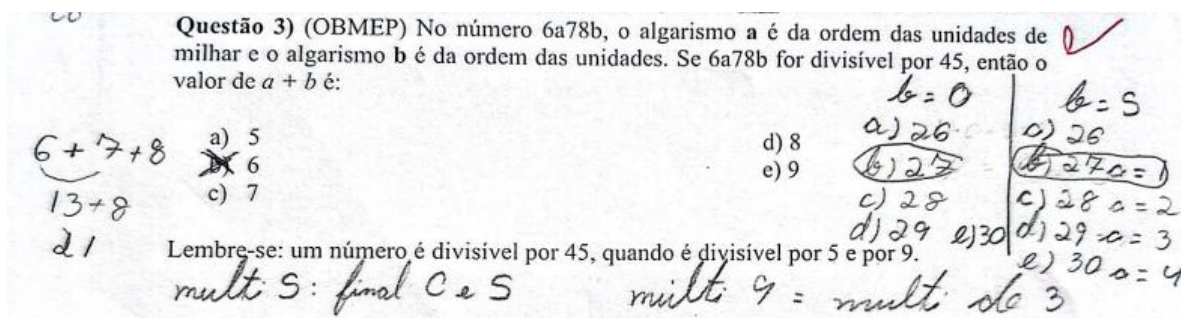 Questão 3) (OBMEP) No número 6a78b, o algarismo a é da ordem das unidades de
milhar e o algarismo b é da ordem das unidades. Se 6a78b for divisível por 45, então o
valor de a + b é:
6 + 7+8
13+8
21
a) 5
b) 6
c) 7
d) 8
e) 9
b = 0
a) 26
b) 27
c) 28
d) 29 e)30
b = 5
a) 26
b) 27 a = 1
c) 28 a = 2
d) 29 a = 3
e) 30 a = 4
Lembre-se: um número é divisível por 45, quando é divisível por 5 e por 9.
multi 5: final 0 e 5 multi 9 = multi de 3